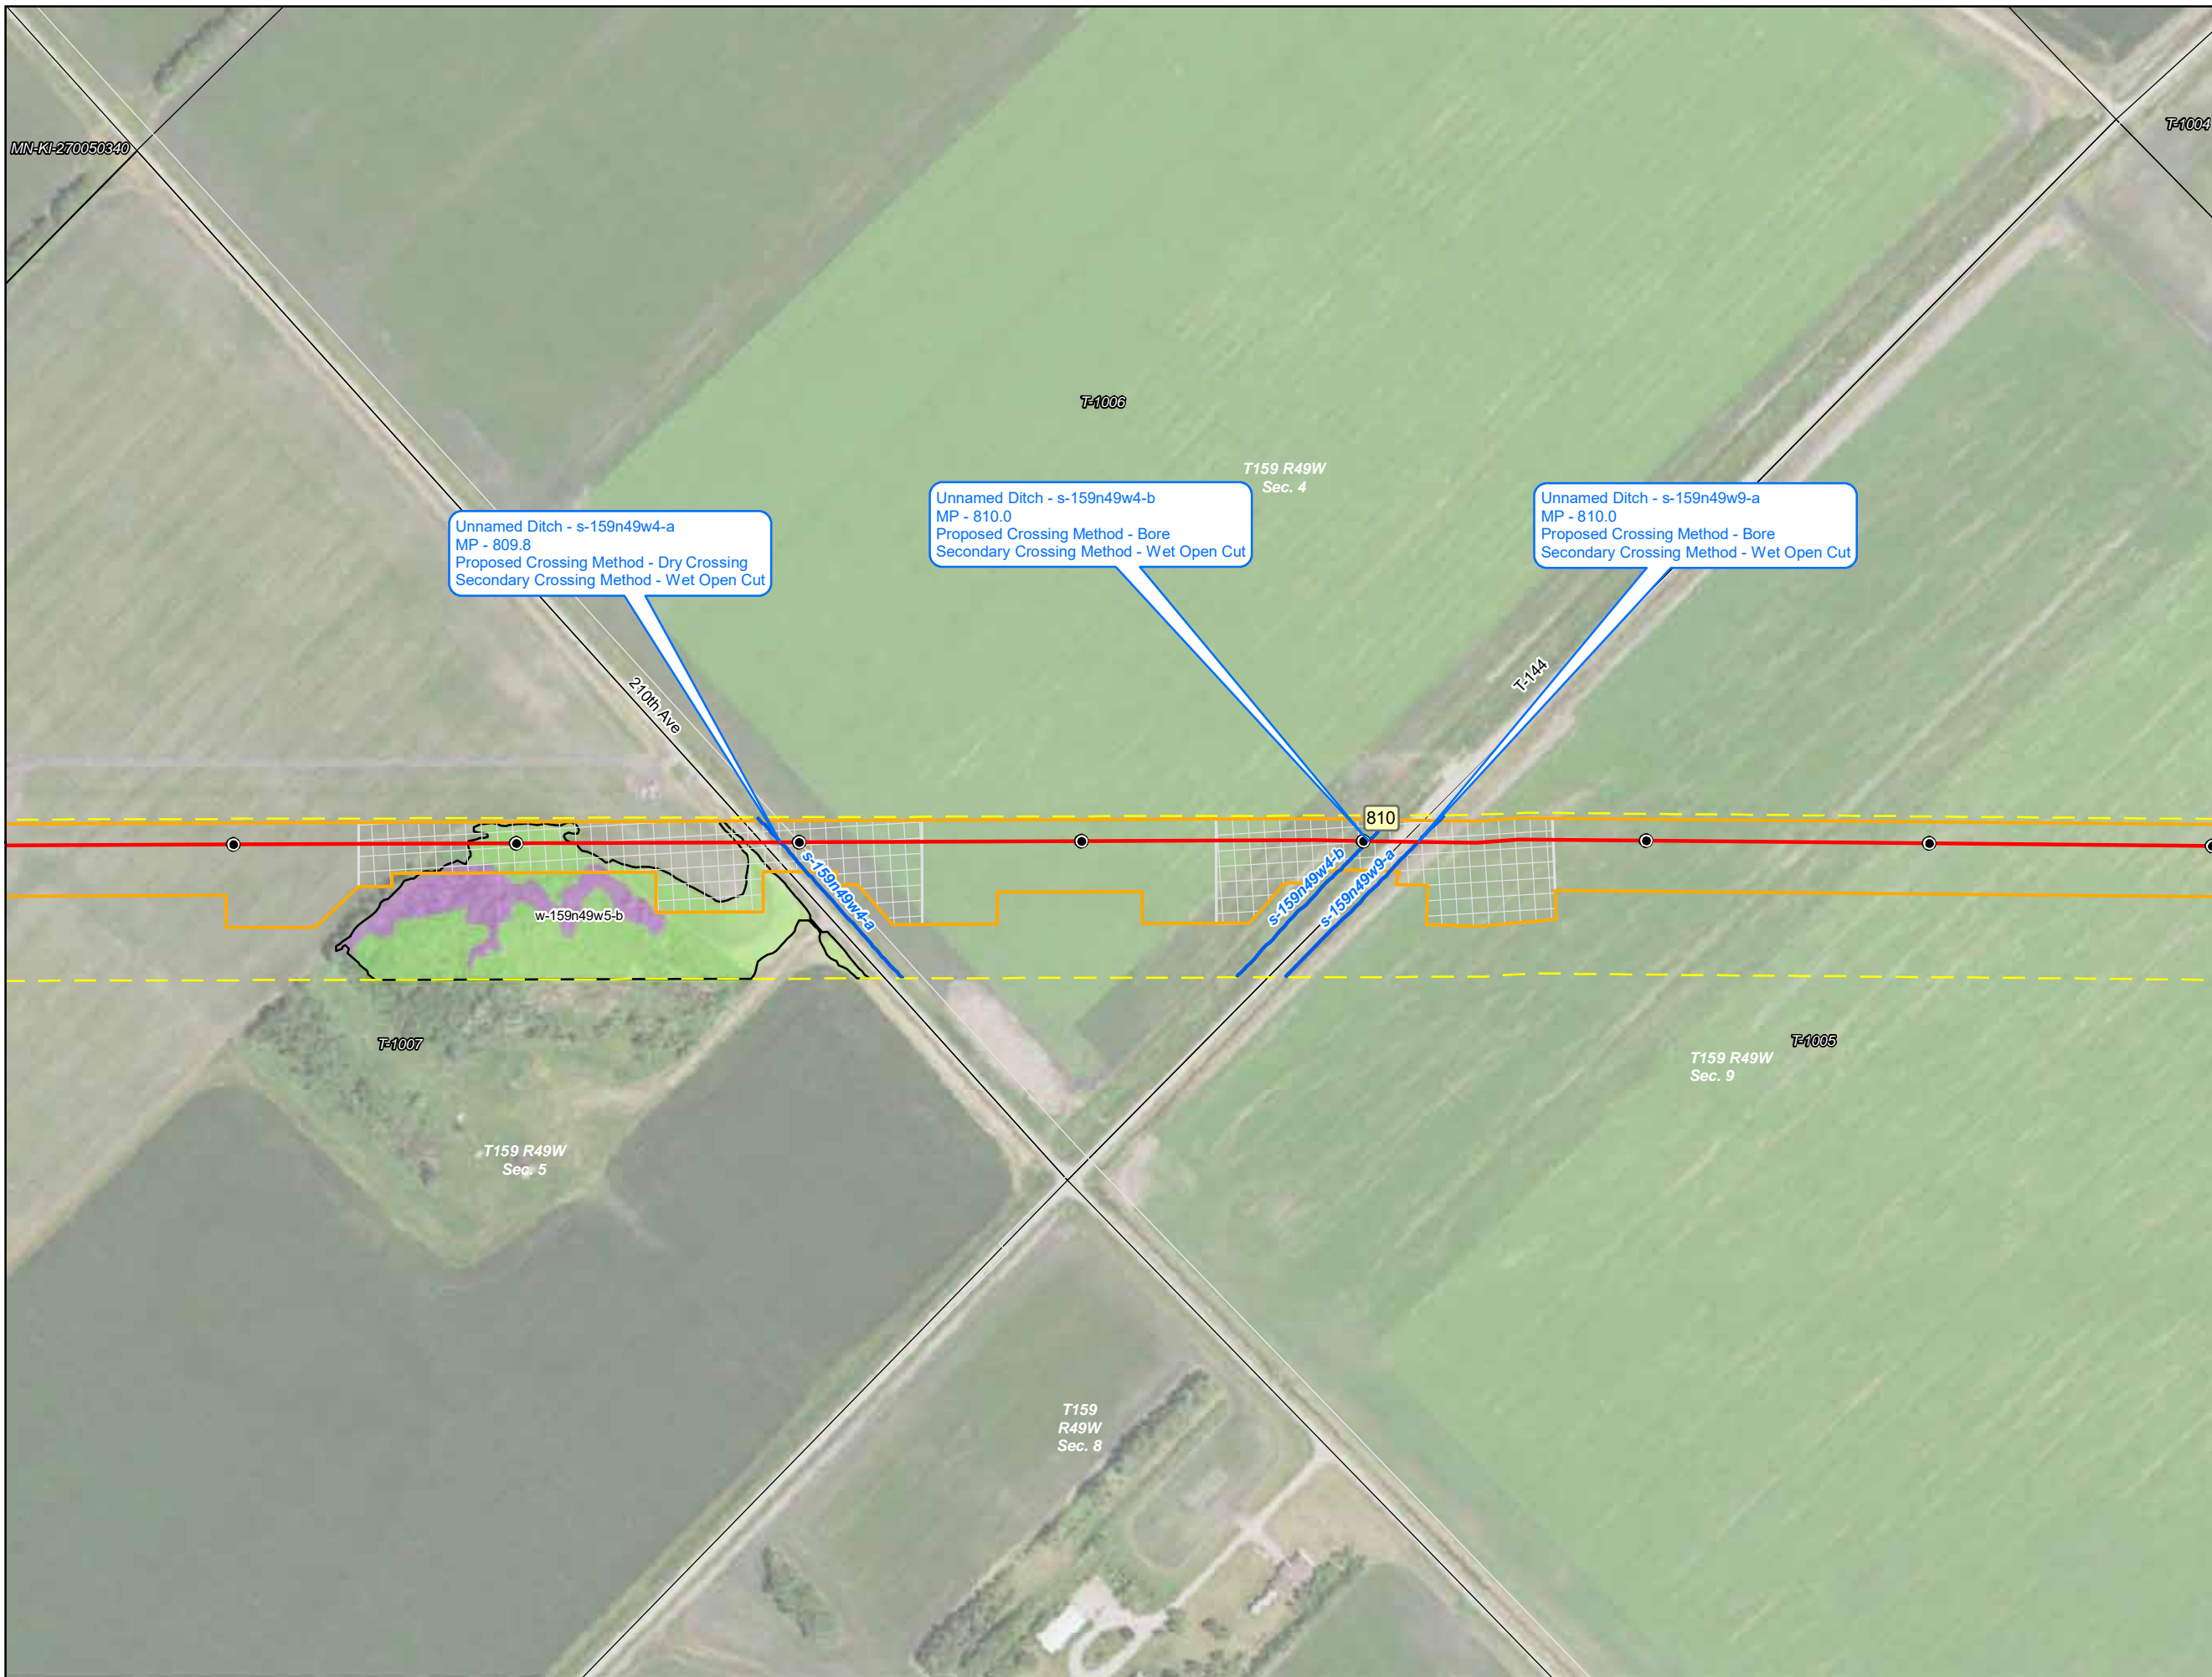 MN-KI-270050340
T-1004
T-1006
T159 R49W
Sec. 4
Unnamed Ditch - s-159n49w4-a
MP - 809.8
Proposed Crossing Method - Dry Crossing
Secondary Crossing Method - Wet Open Cut
Unnamed Ditch - s-159n49w4-b
MP - 810.0
Proposed Crossing Method - Bore
Secondary Crossing Method - Wet Open Cut
Unnamed Ditch - s-159n49w9-a
MP - 810.0
Proposed Crossing Method - Bore
Secondary Crossing Method - Wet Open Cut
210th Ave
T-144
810
s-159n49w4-a
s-159n49w4-b
s-159n49w9-a
w-159n49w5-b
T-1007
T-1005
T159 R49W
Sec. 9
T159 R49W
Sec. 5
T159
R49W
Sec. 8